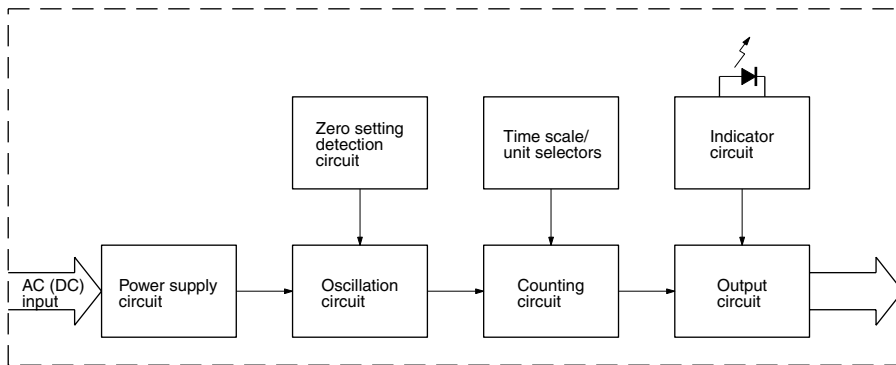 Zero setting
detection
circuit
Time scale/
unit selectors
Indicator
circuit
AC (DC)
input
Power supply
circuit
Oscillation
circuit
Counting
circuit
Output
circuit